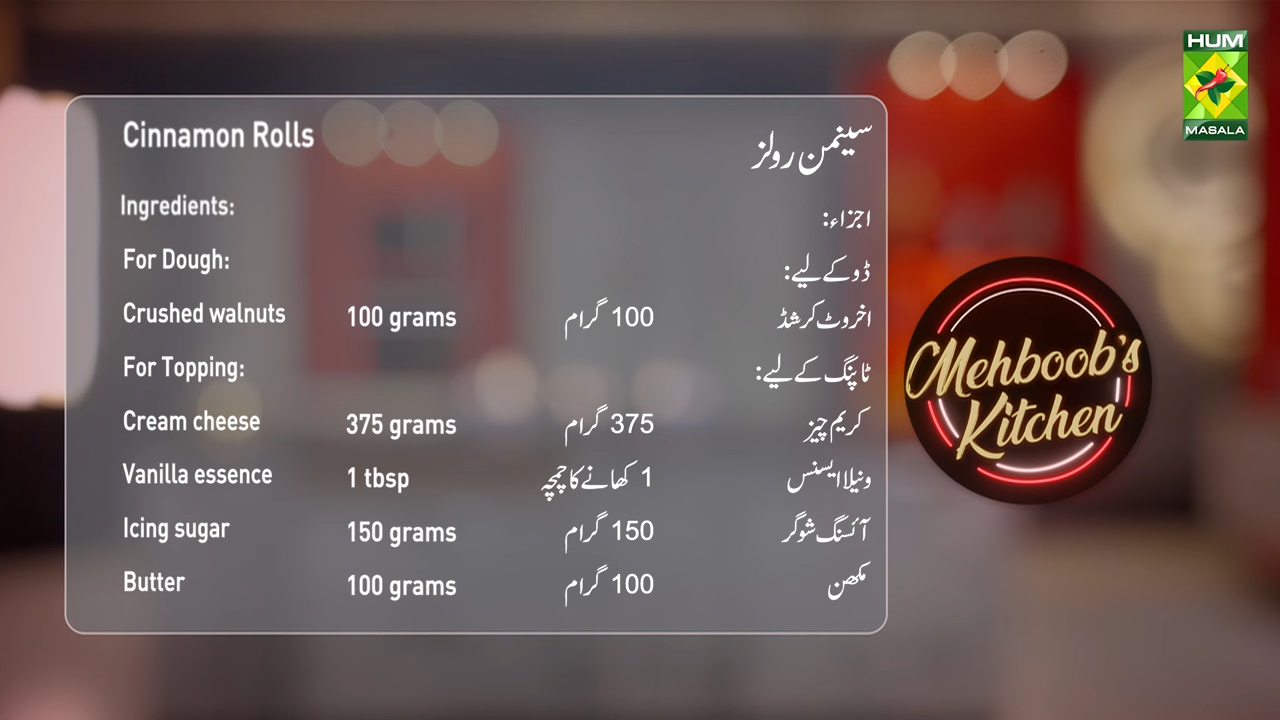 HUM
MASALA
Cinnamon Rolls سینمن رولز
Ingredients: اجزاء:
For Dough: ڈو کے لیے:
Crushed walnuts 100 grams 100 گرام اخروٹ کرشڈ
For Topping: ٹاپنگ کے لیے:
Cream cheese 375 grams 375 گرام کریم چیز
Vanilla essence 1 tbsp 1 کھانے کا چمچہ ونیلا ایسنس
Icing sugar 150 grams 150 گرام آئسنگ شوگر
Butter 100 grams 100 گرام مکھن
Mehboob's
Kitchen